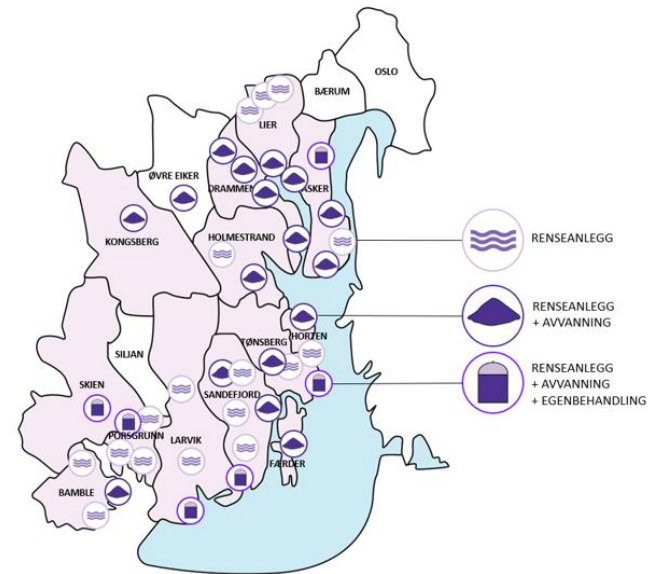 OSLO
BÆRUM
LIER
ØVRE EIKER
DRAMMEN
ASKER
KONGSBERG
HOLMESTRAND
RENSEANLEGG
RENSEANLEGG
+ AVVANNING
HORTEN
TØNSBERG
SILJAN
RENSEANLEGG
+ AVVANNING
+ EGENBEHANDLING
SKIEN
SANDEFJORD
PORSGRUNN
LARVIK
FÆRDER
BAMBLE